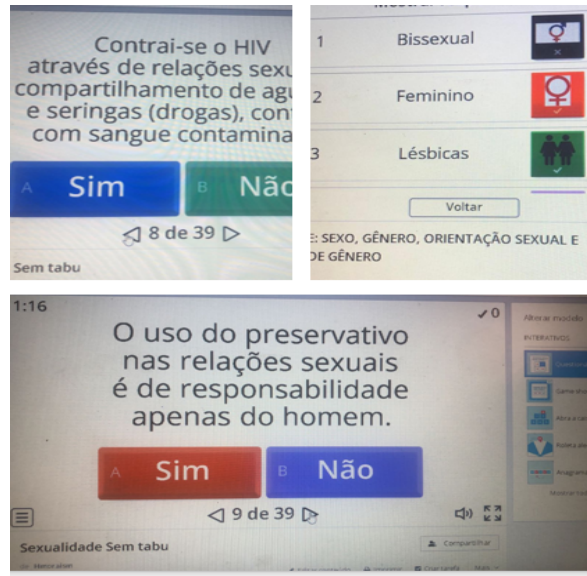 Contrai-se o HIV
através de relações sexu
compartilhamento de agu
e seringas (drogas), con
com sangue contamina
A Sim B Não
8 de 39
Sem tabu
1 Bissexual
2 Feminino
3 Lésbicas
Voltar
E: SEXO, GÊNERO, ORIENTAÇÃO SEXUAL E
DE GÊNERO
1:16
0
O uso do preservativo
nas relações sexuais
é de responsabilidade
apenas do homem.
A Sim B Não
9 de 39
Sexualidade Sem tabu
Compartilhar
Alterar modelo
INTERATIVOS
Anagrama